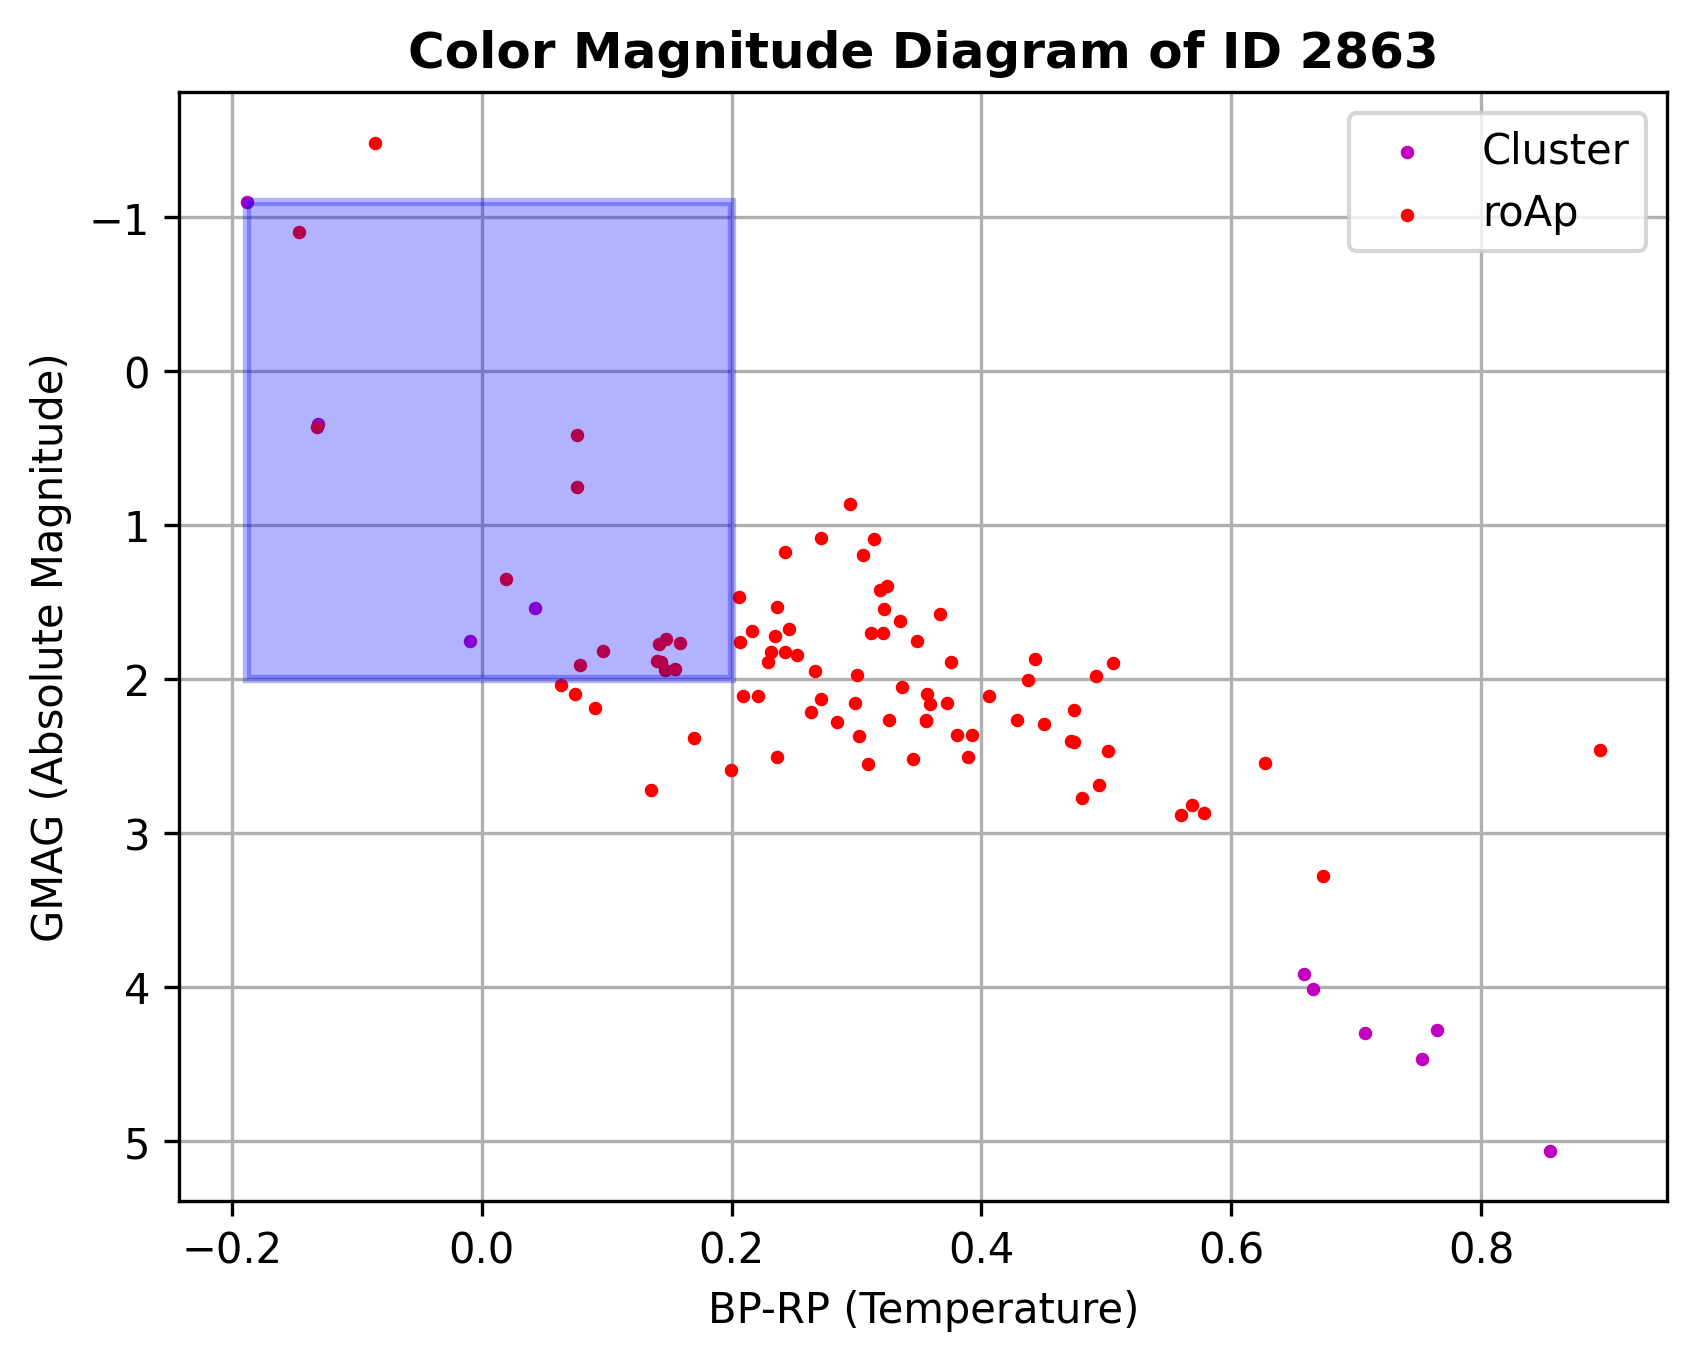 Color Magnitude Diagram of ID 2863
Cluster
roAp
GMAG (Absolute Magnitude)
−1
0
1
2
3
4
5
−0.2 0.0 0.2 0.4 0.6 0.8
BP-RP (Temperature)